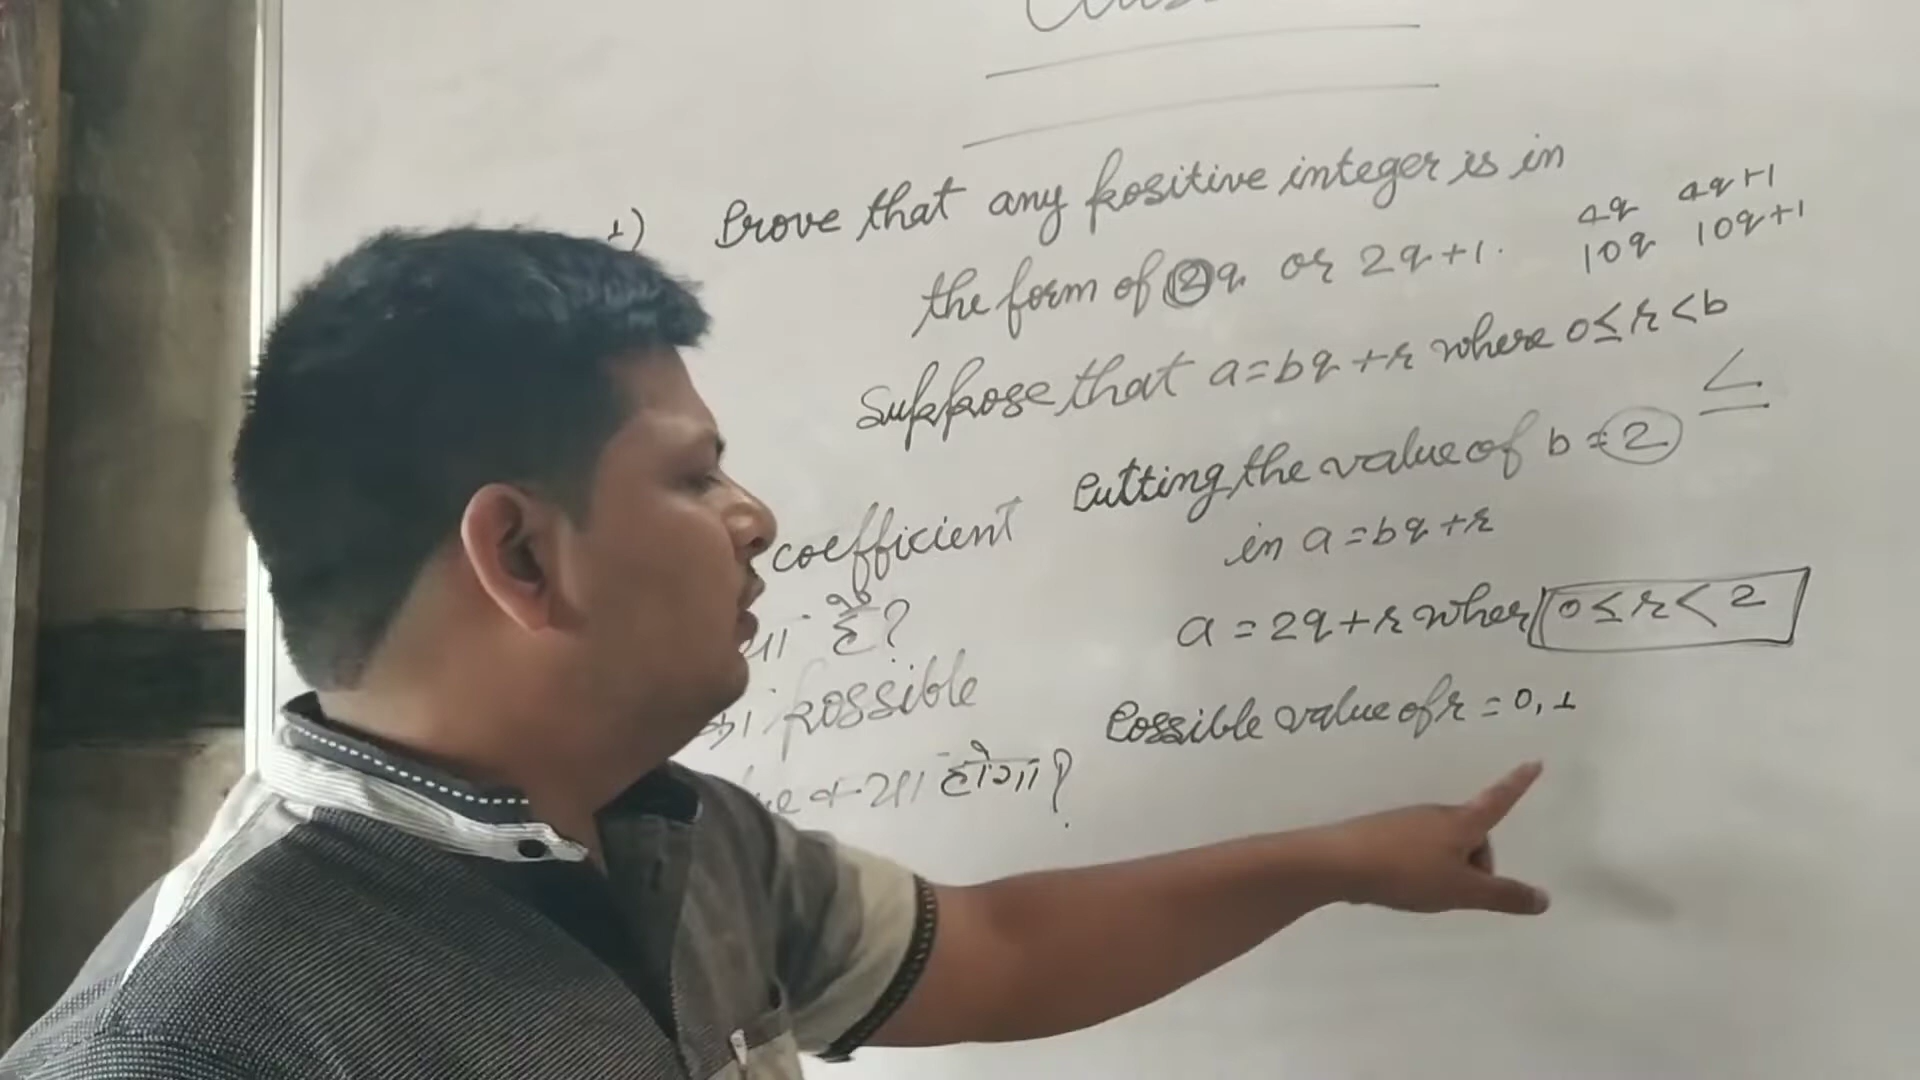 1) Prove that any positive integer is in
the form of 2q or 2q+1.
4q 4q+1
10q 10q+1
Suppose that a=bq+r where 0≤r<b
<
Putting the value of b=2
in a=bq+r
a=2q+r wher 0≤r<2
Possible value of r=0,1
coefficient
है?
possible
क्या होगा?